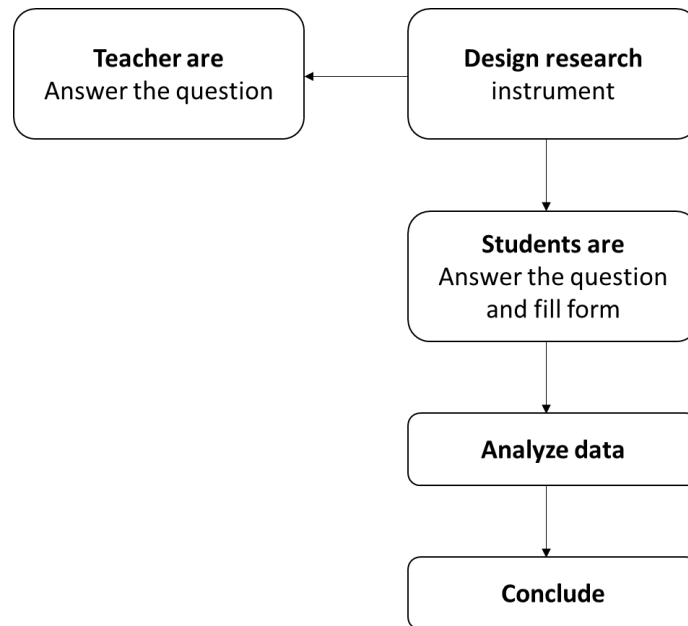 Teacher are
Answer the question
Design research
instrument
Students are
Answer the question
and fill form
Analyze data
Conclude